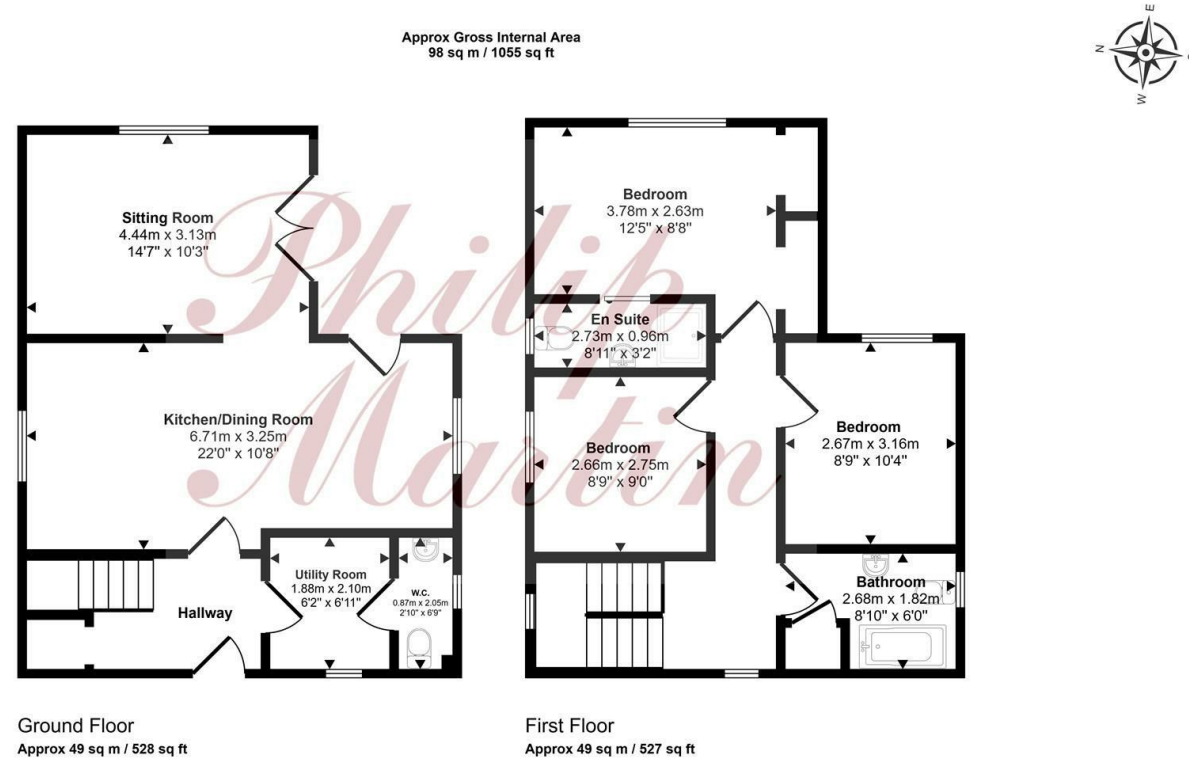 Approx Gross Internal Area
98 sq m / 1055 sq ft
E
N
W
Philip
Martin
Sitting Room
4.44m x 3.13m
14'7" x 10'3"
Kitchen/Dining Room
6.71m x 3.25m
22'0" x 10'8"
Utility Room
1.88m x 2.10m
6'2" x 6'11"
W.C.
0.87m x 2.05m
2'10" x 6'9"
Hallway
Ground Floor
Approx 49 sq m / 528 sq ft
Bedroom
3.78m x 2.63m
12'5" x 8'8"
En Suite
2.73m x 0.96m
8'11" x 3'2"
Bedroom
2.66m x 2.75m
8'9" x 9'0"
Bedroom
2.67m x 3.16m
8'9" x 10'4"
Bathroom
2.68m x 1.82m
8'10" x 6'0"
First Floor
Approx 49 sq m / 527 sq ft